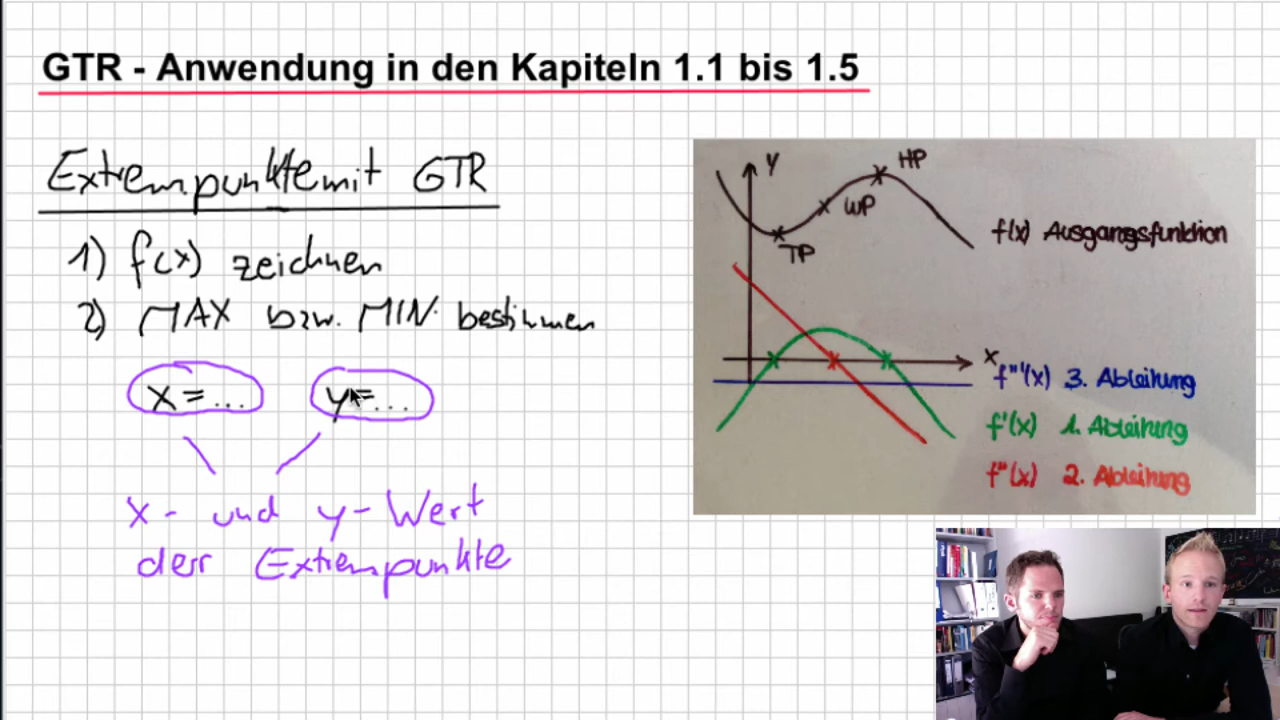 GTR - Anwendung in den Kapiteln 1.1 bis 1.5
Extrempunkte mit GTR
1) f(x) zeichnen
2) MAX bzw. MIN. bestimmen
x = ... y = ...
x- und y-Wert
der Extrempunkte
y
HP
WP
TP
f(x) Ausgangsfunktion
x
f'''(x) 3. Ableitung
f'(x) 1. Ableitung
f''(x) 2. Ableitung